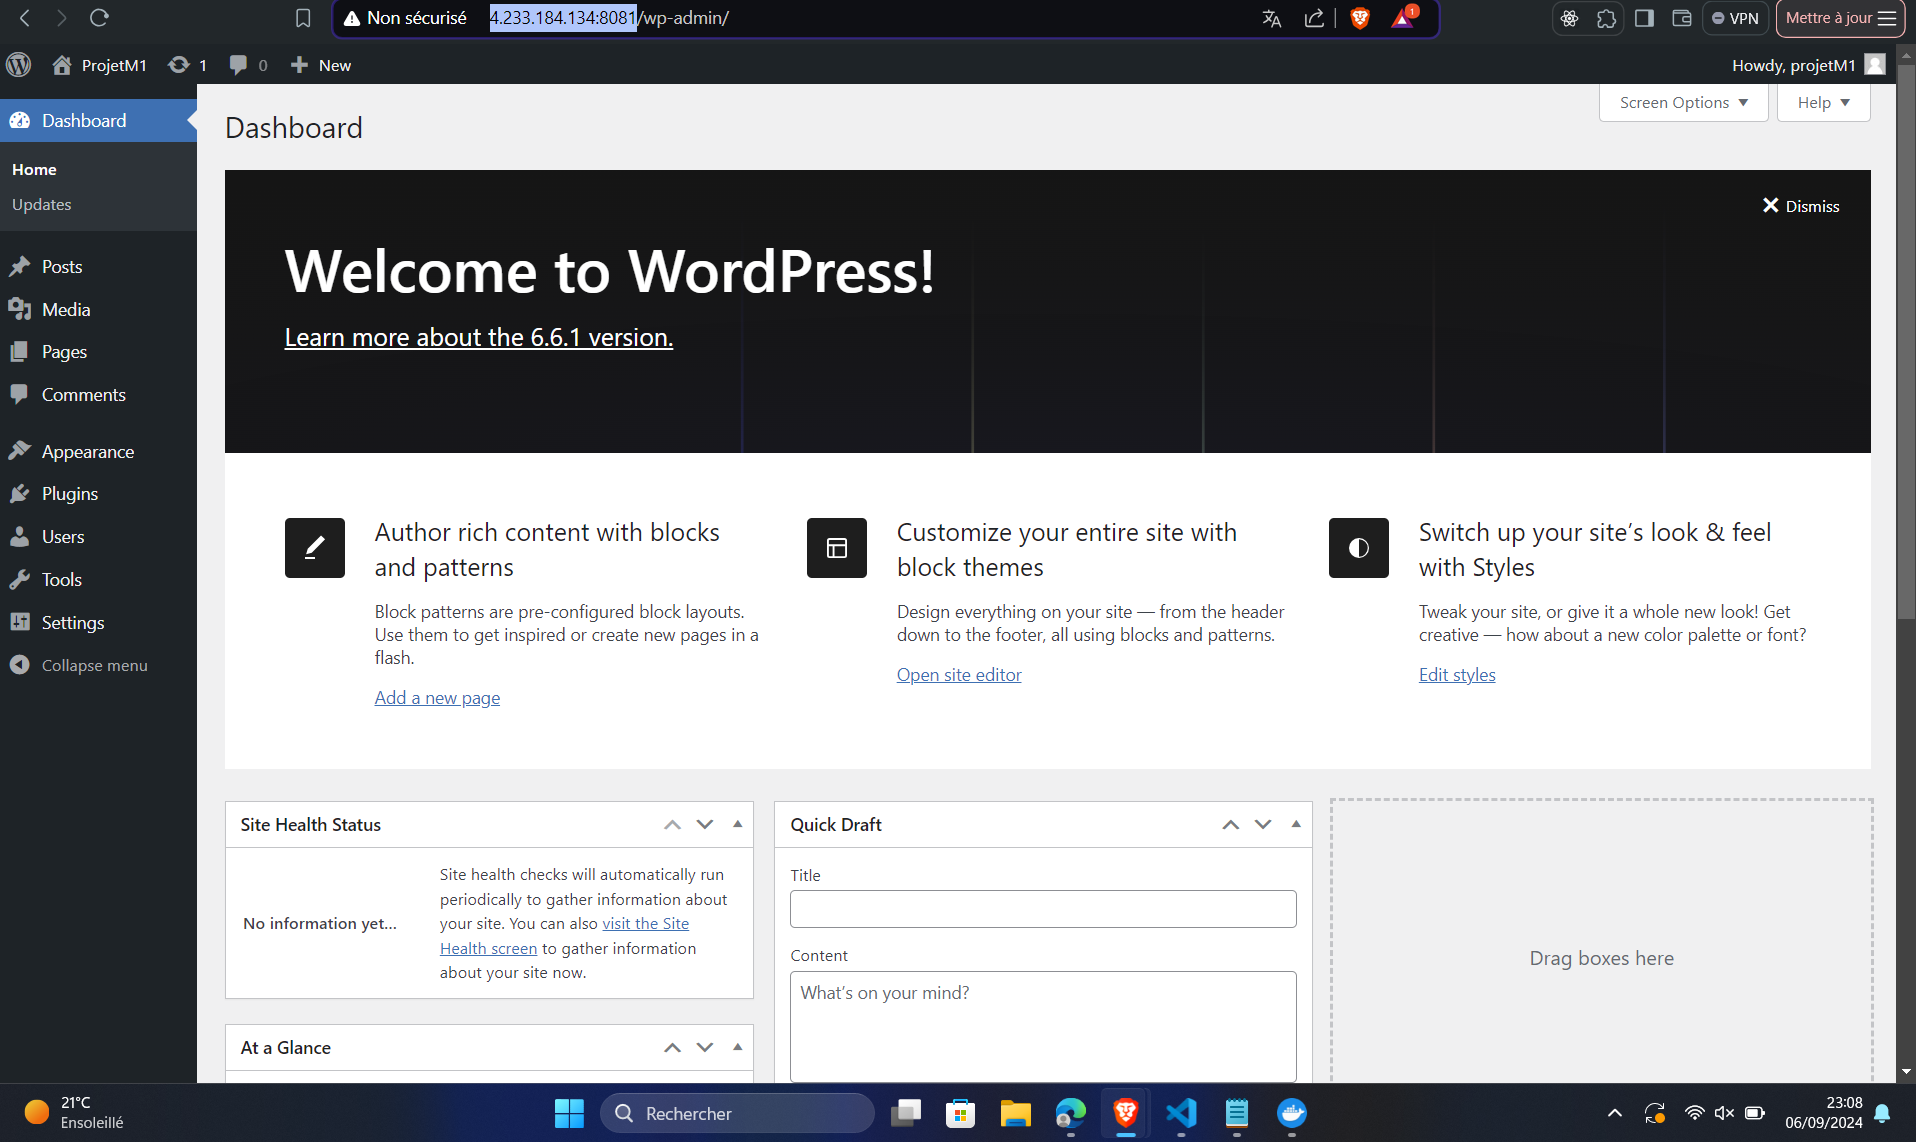 Non sécurisé 4.233.184.134:8081/wp-admin/
1
VPN
Mettre à jour
ProjetM1 1 0 New
Howdy, projetM1
Dashboard
Home
Updates
Posts
Media
Pages
Comments
Appearance
Plugins
Users
Tools
Settings
Collapse menu
Screen Options
Help
Dashboard
Dismiss
Welcome to WordPress!
Learn more about the 6.6.1 version.
Author rich content with blocks
and patterns
Block patterns are pre-configured block layouts.
Use them to get inspired or create new pages in a
flash.
Add a new page
Customize your entire site with
block themes
Design everything on your site — from the header
down to the footer, all using blocks and patterns.
Open site editor
Switch up your site’s look & feel
with Styles
Tweak your site, or give it a whole new look! Get
creative — how about a new color palette or font?
Edit styles
Site Health Status
No information yet...
Site health checks will automatically run
periodically to gather information about
your site. You can also visit the Site
Health screen to gather information
about your site now.
At a Glance
Quick Draft
Title
Content
What’s on your mind?
Drag boxes here
21°C
Ensoleillé
Rechercher
23:08
06/09/2024